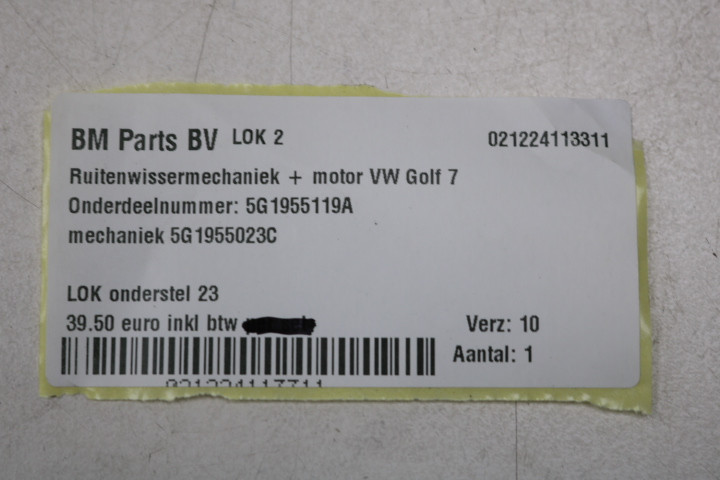 BM Parts BV LOK 2 021224113311
Ruitenwissermechaniek + motor VW Golf 7
Onderdeelnummer: 5G1955119A
mechaniek 5G1955023C
LOK onderstel 23
39.50 euro inkl btw Verz: 10
Aantal: 1